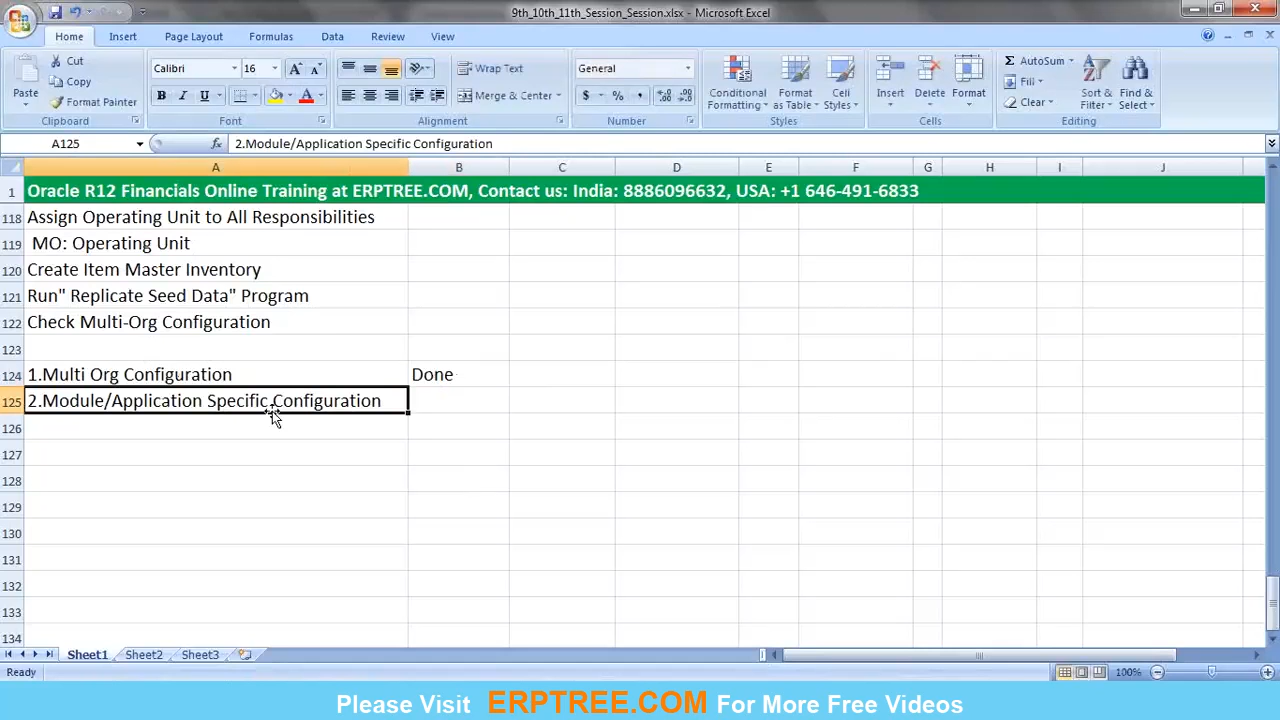 9th_10th_11th_Session_Session.xlsx - Microsoft Excel
Home Insert Page Layout Formulas Data Review View
Paste
Cut
Copy
Format Painter
Clipboard
Calibri 16
Font
Wrap Text
Merge & Center
Alignment
General
Number
Conditional Formatting
Format as Table
Cell Styles
Styles
Insert Delete Format
Cells
AutoSum
Fill
Clear
Sort & Filter
Find & Select
Editing
A125 fx 2.Module/Application Specific Configuration
A B C D E F G H I J
1 Oracle R12 Financials Online Training at ERPTREE.COM, Contact us: India: 8886096632, USA: +1 646-491-6833
118 Assign Operating Unit to All Responsibilities
119 MO: Operating Unit
120 Create Item Master Inventory
121 Run" Replicate Seed Data" Program
122 Check Multi-Org Configuration
123
124 1.Multi Org Configuration Done
125 2.Module/Application Specific Configuration
126
127
128
129
130
131
132
133
134
Sheet1 Sheet2 Sheet3
Ready 100%
Please Visit ERPTREE.COM For More Free Videos